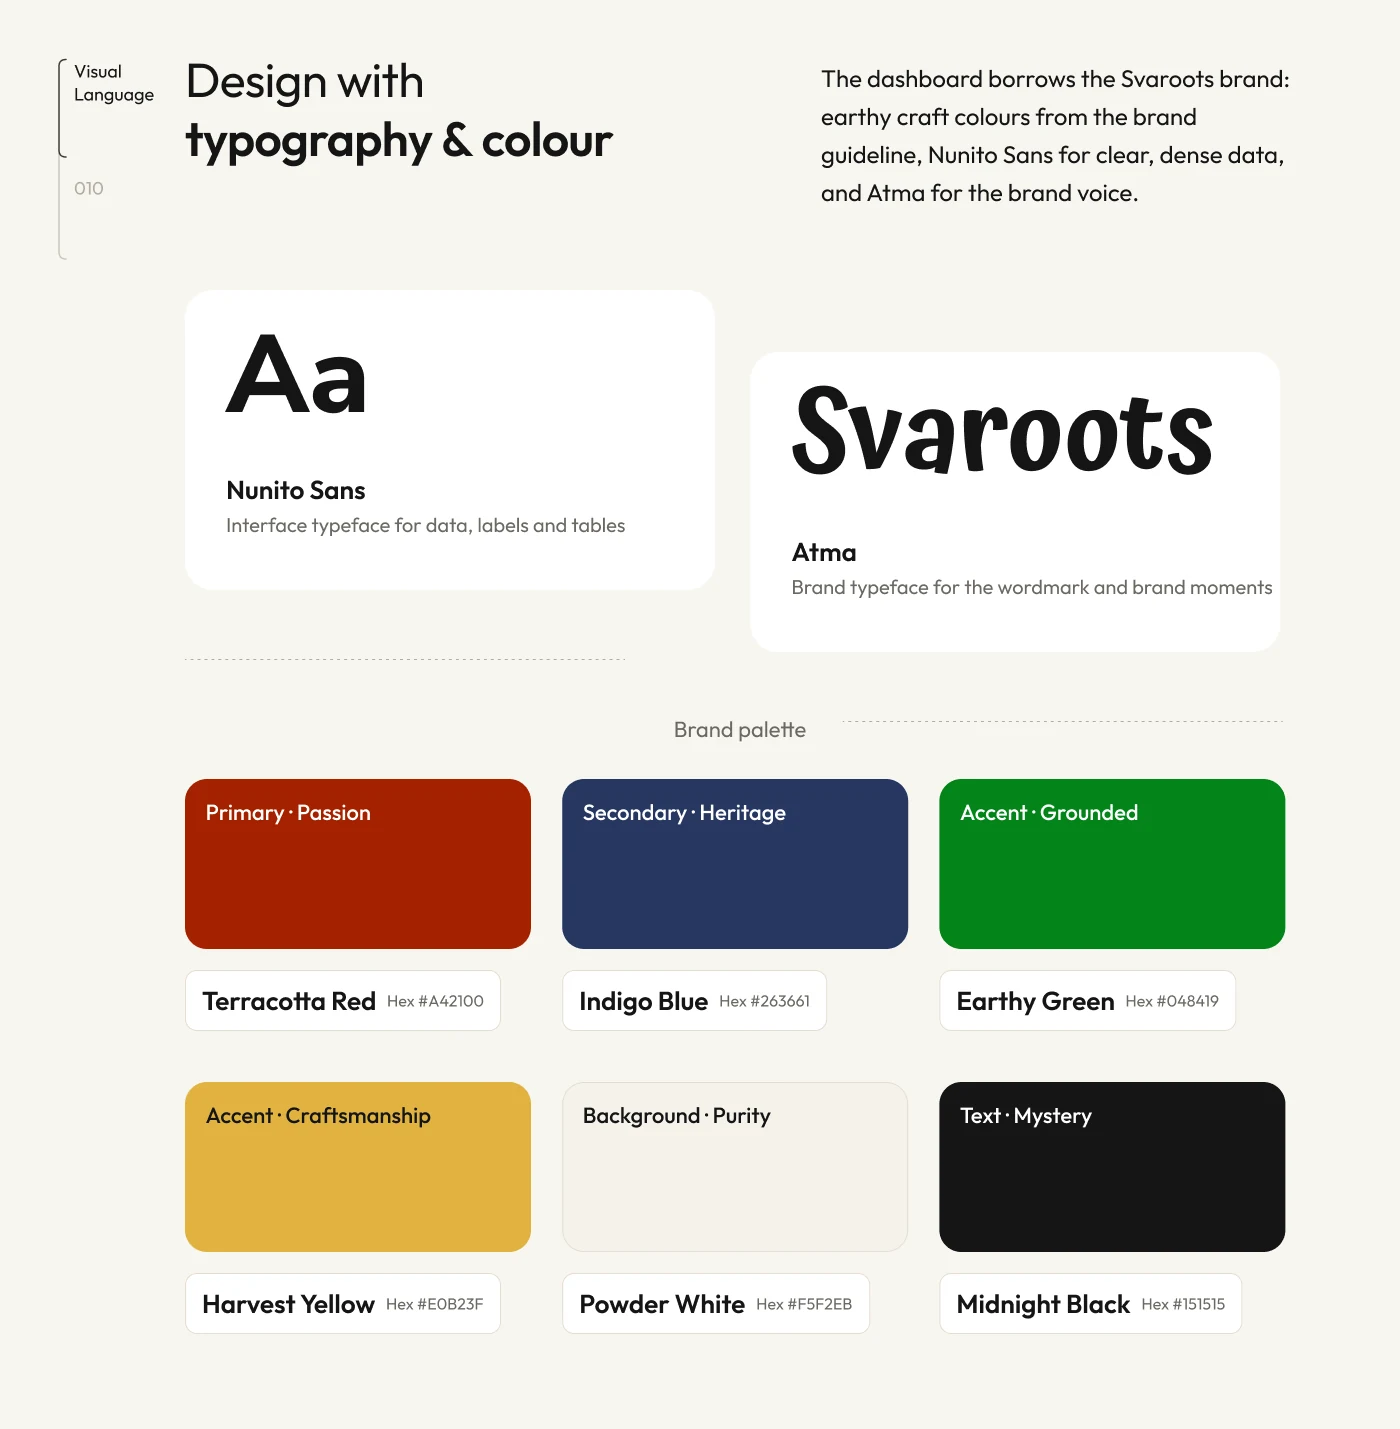 Visual
Language
010
Design with
typography & colour
The dashboard borrows the Svaroots brand:
earthy craft colours from the brand
guideline, Nunito Sans for clear, dense data,
and Atma for the brand voice.
Aa
Nunito Sans
Interface typeface for data, labels and tables
Svaroots
Atma
Brand typeface for the wordmark and brand moments
Brand palette
Primary · Passion
Secondary · Heritage
Accent · Grounded
Terracotta Red Hex #A42100
Indigo Blue Hex #263661
Earthy Green Hex #048419
Accent · Craftsmanship
Background · Purity
Text · Mystery
Harvest Yellow Hex #E0B23F
Powder White Hex #F5F2EB
Midnight Black Hex #151515